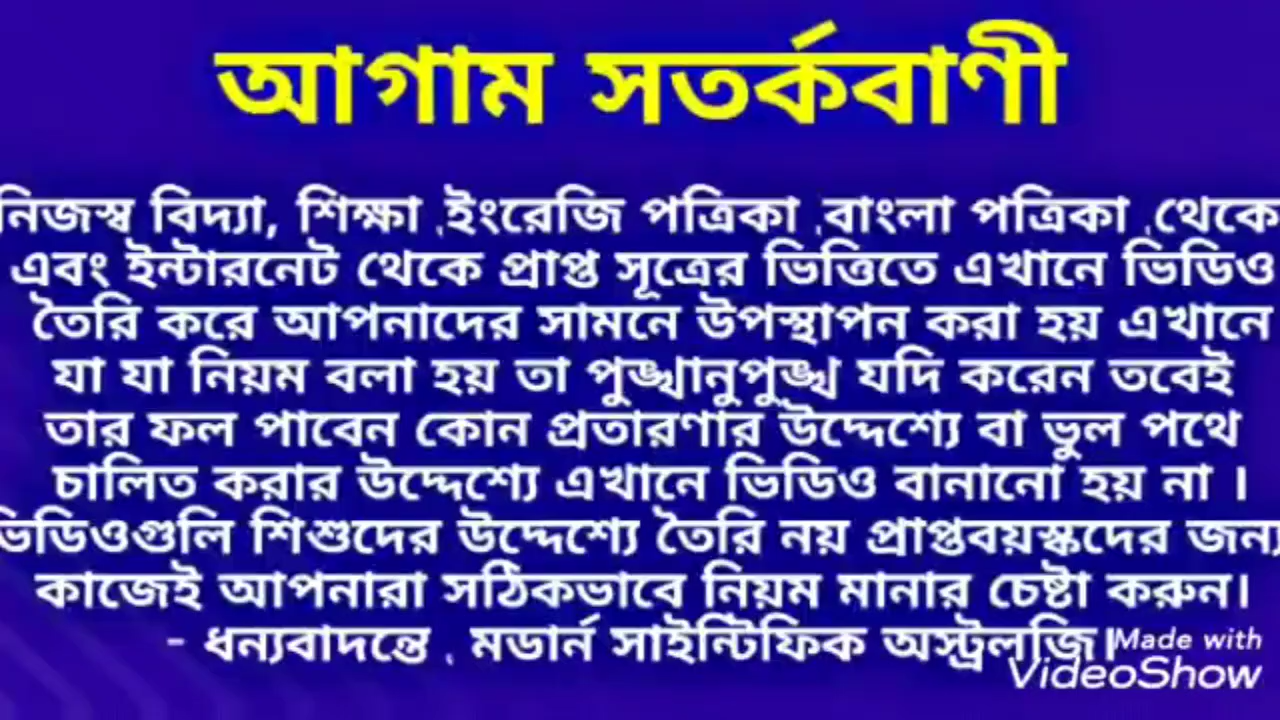 আগাম সতর্কবাণী
নিজস্ব বিদ্যা, শিক্ষা ,ইংরেজি পত্রিকা ,বাংলা পত্রিকা ,থেকে
এবং ইন্টারনেট থেকে প্রাপ্ত সূত্রের ভিত্তিতে এখানে ভিডিও
তৈরি করে আপনাদের সামনে উপস্থাপন করা হয় এখানে
যা যা নিয়ম বলা হয় তা পুঙ্খানুপুঙ্খ যদি করেন তবেই
তার ফল পাবেন কোন প্রতারণার উদ্দেশ্যে বা ভুল পথে
চালিত করার উদ্দেশ্যে এখানে ভিডিও বানানো হয় না ।
ভিডিওগুলি শিশুদের উদ্দেশ্যে তৈরি নয় প্রাপ্তবয়স্কদের জন্য
কাজেই আপনারা সঠিকভাবে নিয়ম মানার চেষ্টা করুন।
- ধন্যবাদন্তে , মডার্ন সাইন্টিফিক অস্ট্রলজি।
Made with
VideoShow